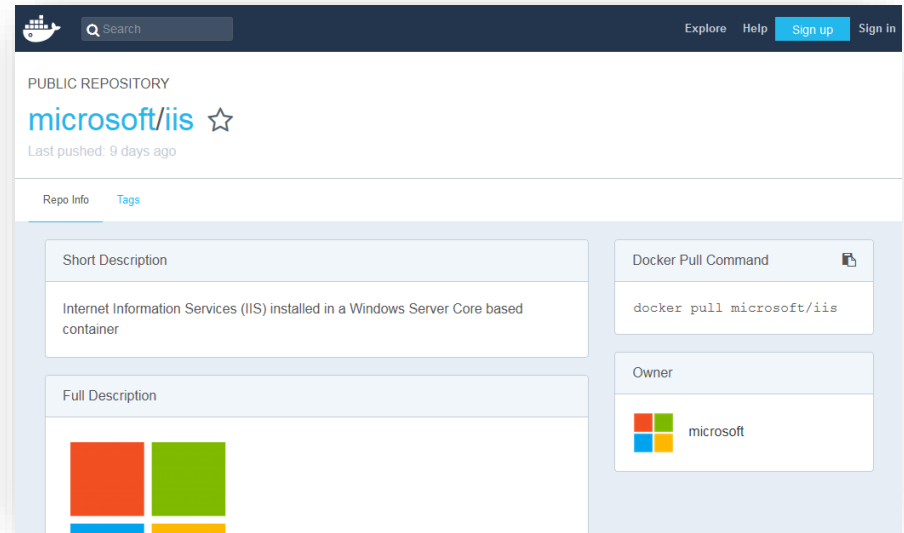 Search
Explore Help Sign up Sign in
PUBLIC REPOSITORY
microsoft/iis
Last pushed: 9 days ago
Repo Info Tags
Short Description
Internet Information Services (IIS) installed in a Windows Server Core based
container
Full Description
Docker Pull Command
docker pull microsoft/iis
Owner
microsoft